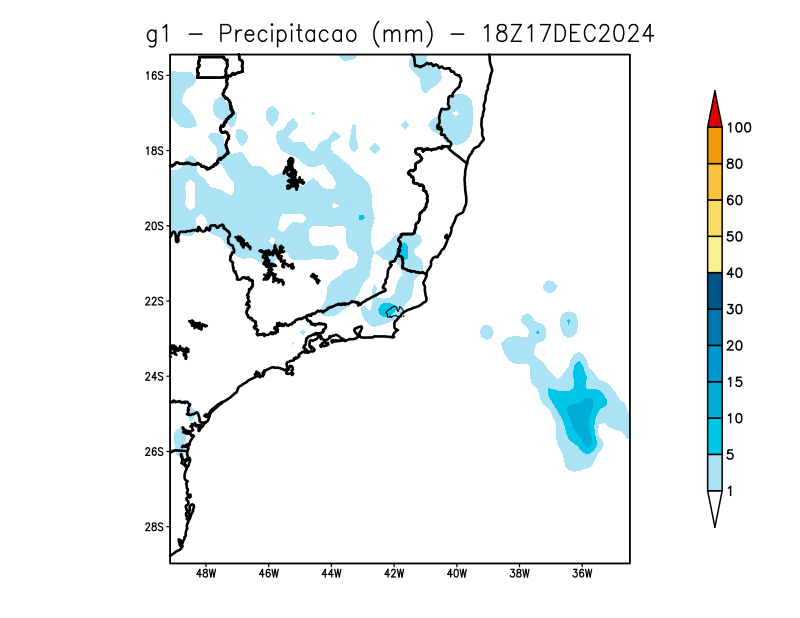 g1 – Precipitacao (mm) – 18Z17DEC2024
16S
18S
20S
22S
24S
26S
28S
48W 46W 44W 42W 40W 38W 36W
100
80
60
50
40
30
20
15
10
5
1